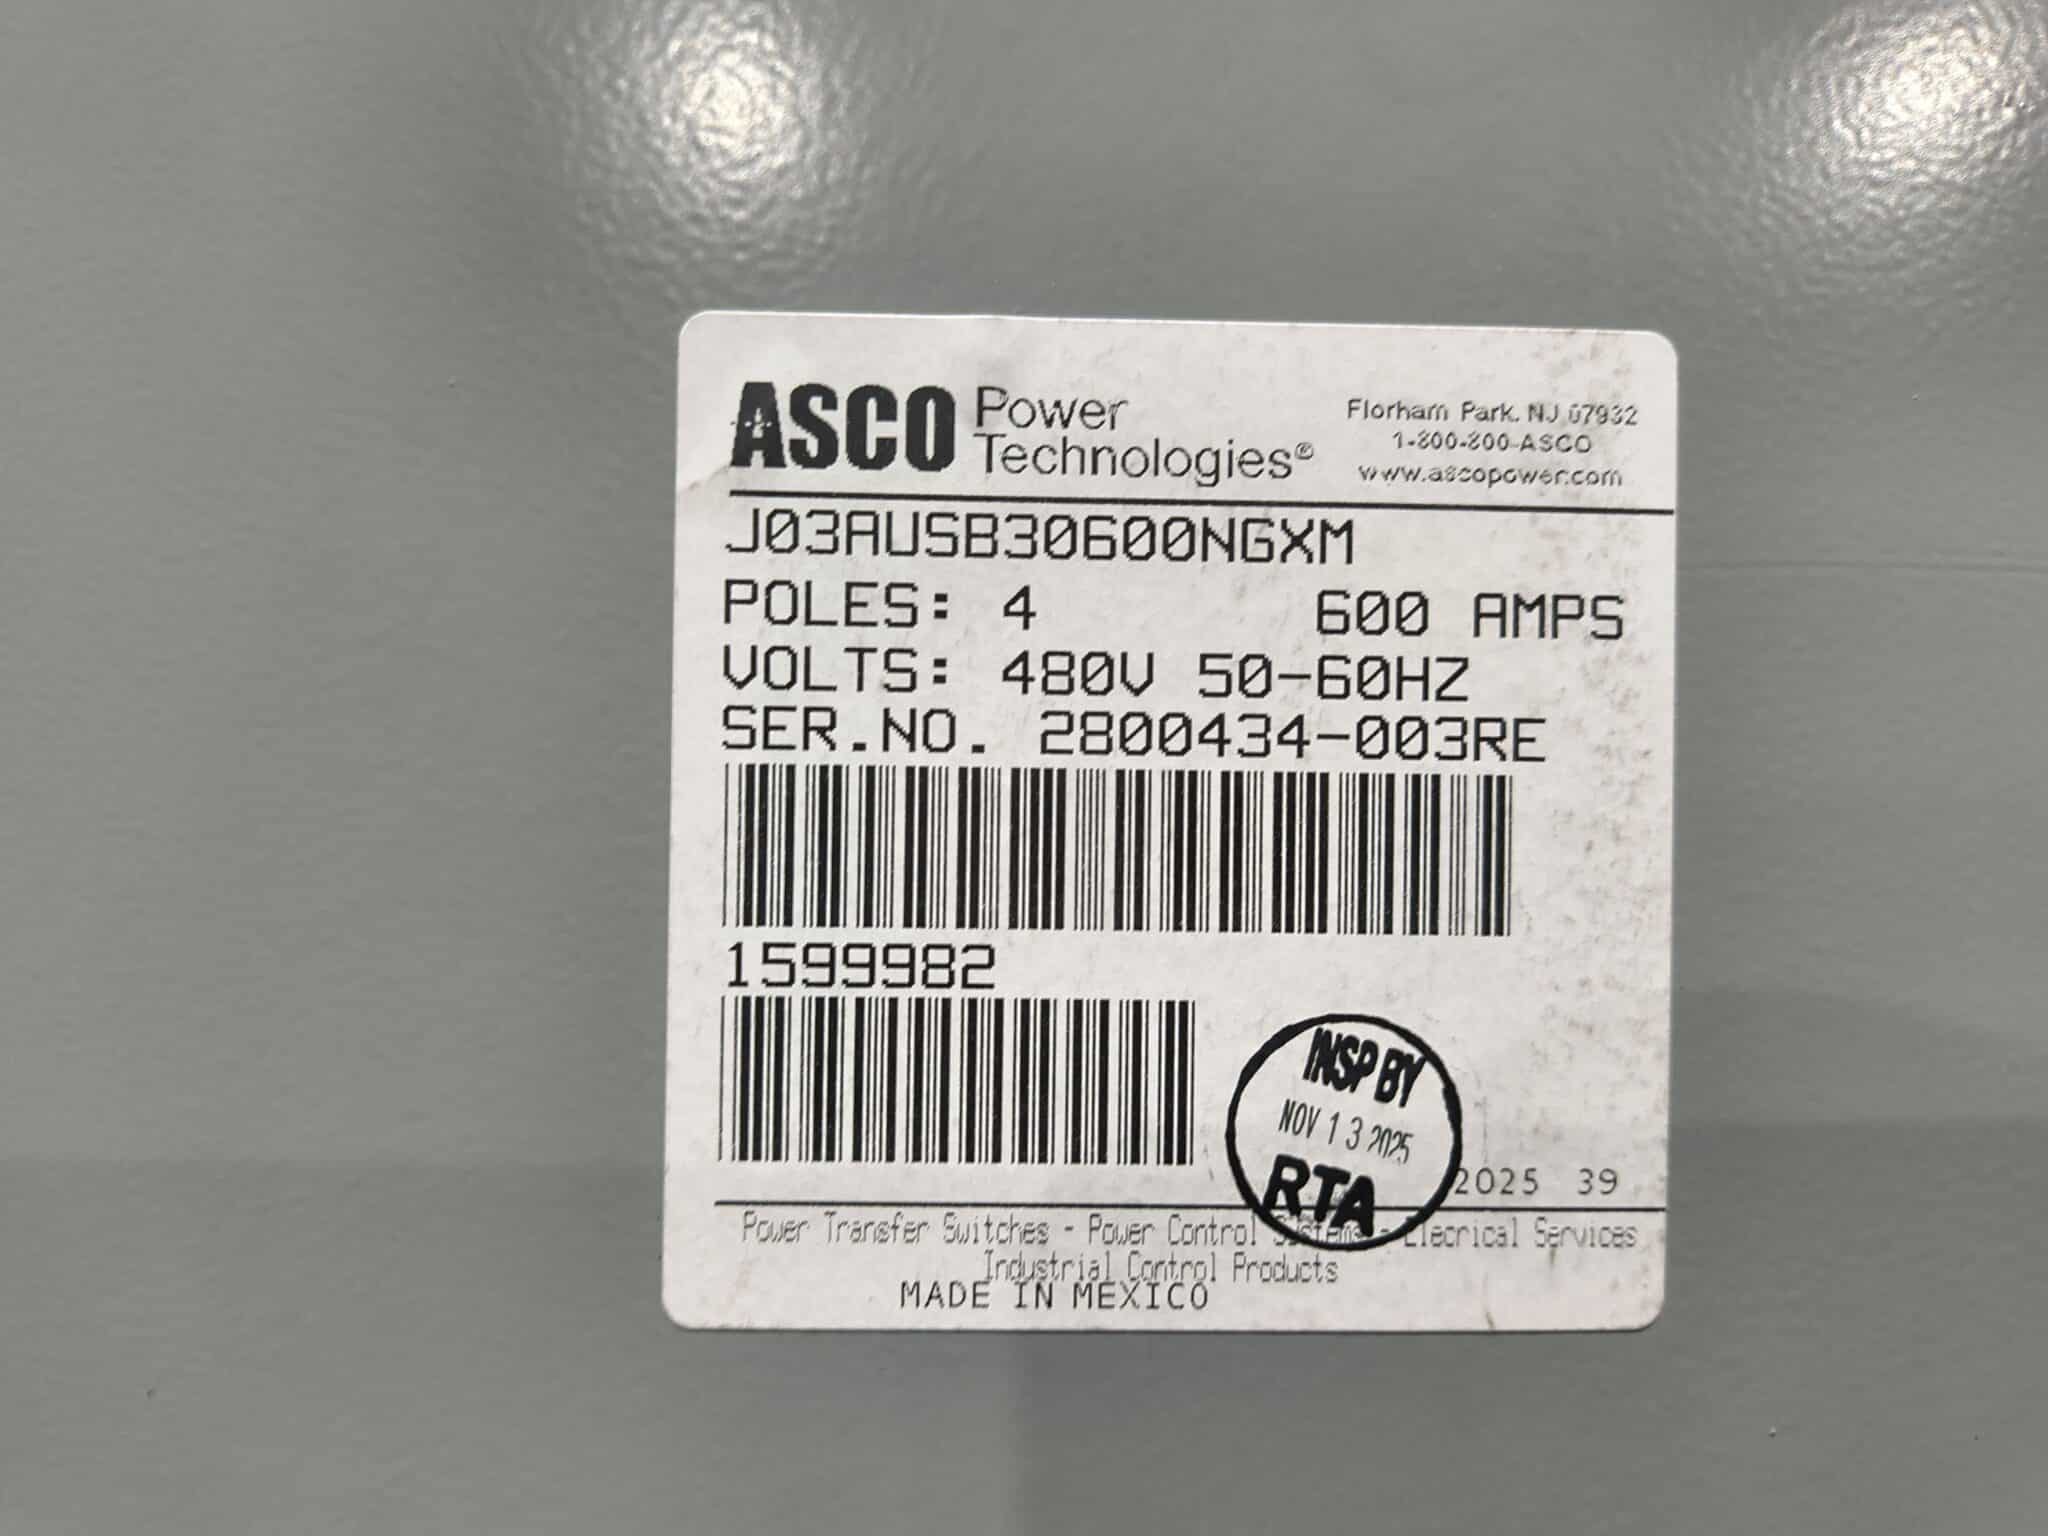 ASCO Power Technologies®
Florham Park, NJ 07932
1-800-800-ASCO
www.ascopower.com
J03AUSB30600NGXM
POLES: 4 600 AMPS
VOLTS: 480V 50-60HZ
SER.NO. 2800434-003RE
1599982
INSP BY
NOV 13 2025
RTA
2025 39
Power Transfer Switches - Power Control Systems - Elecrical Services
Industrial Control Products
MADE IN MEXICO